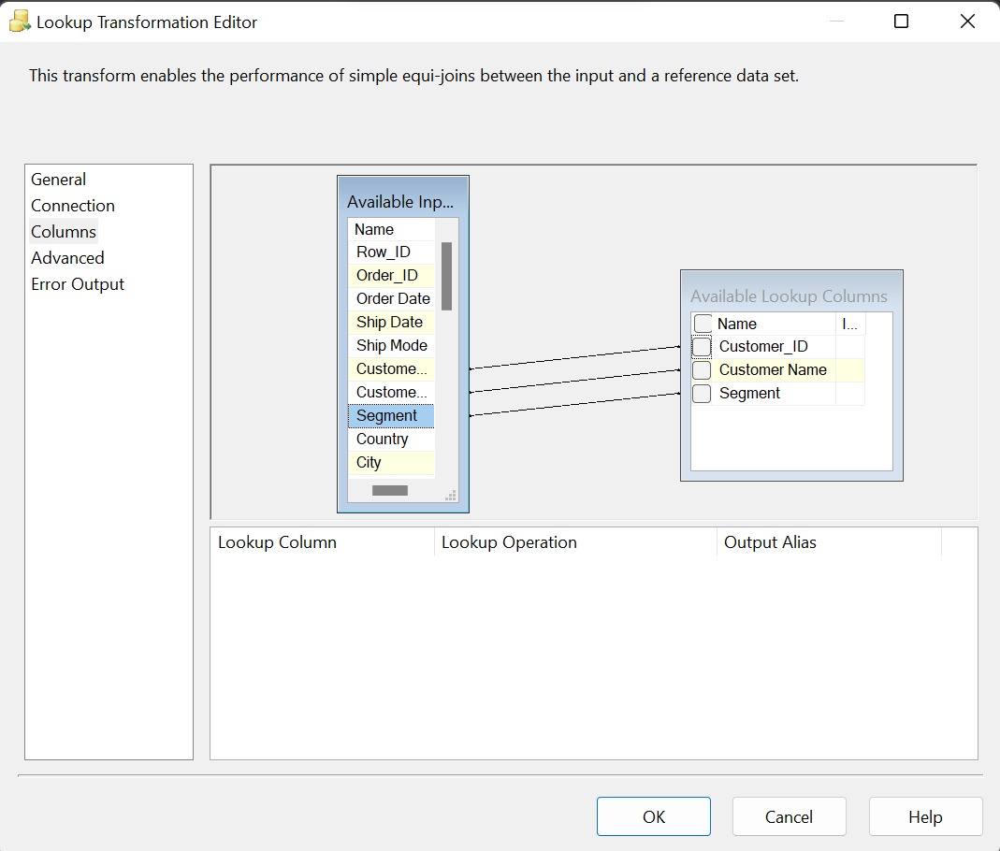 Lookup Transformation Editor
This transform enables the performance of simple equi-joins between the input and a reference data set.
General
Connection
Columns
Advanced
Error Output
Available Inp...
Name
Row_ID
Order_ID
Order Date
Ship Date
Ship Mode
Custome...
Custome...
Segment
Country
City
Available Lookup Columns
Name I...
Customer_ID
Customer Name
Segment
Lookup Column Lookup Operation Output Alias
OK Cancel Help